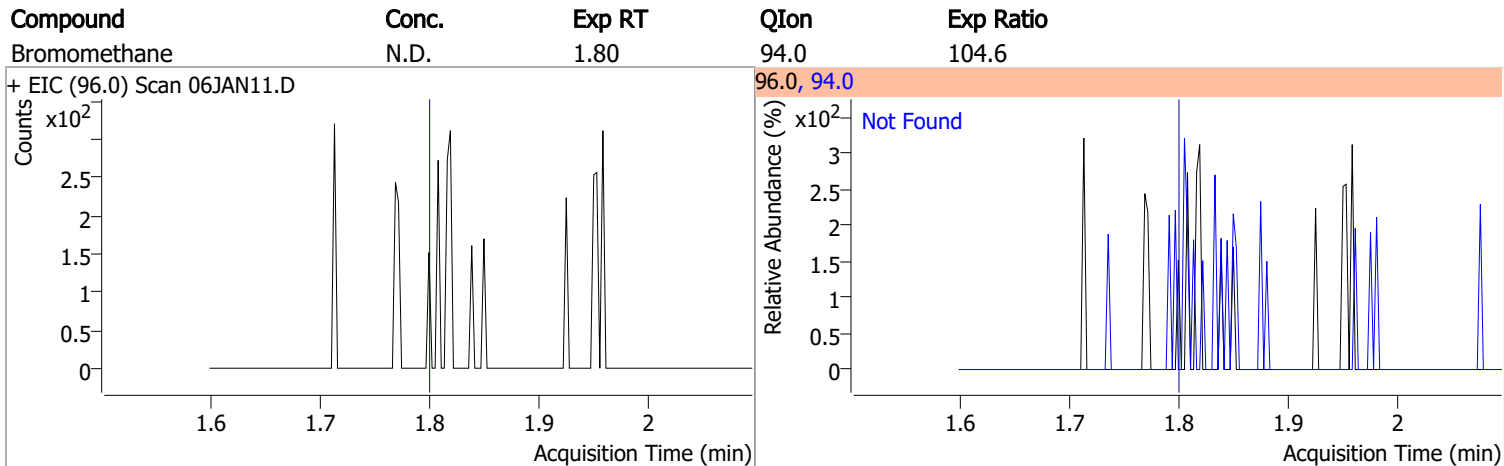 Compound Conc. Exp RT QIon Exp Ratio
Bromomethane N.D. 1.80 94.0 104.6
+ EIC (96.0) Scan 06JAN11.D
Counts
x10²
2.5
2
1.5
1
0.5
0
1.6 1.7 1.8 1.9 2
Acquisition Time (min)
96.0, 94.0
Relative Abundance (%)
x10²
Not Found
3
2.5
2
1.5
1
0.5
0
1.6 1.7 1.8 1.9 2
Acquisition Time (min)